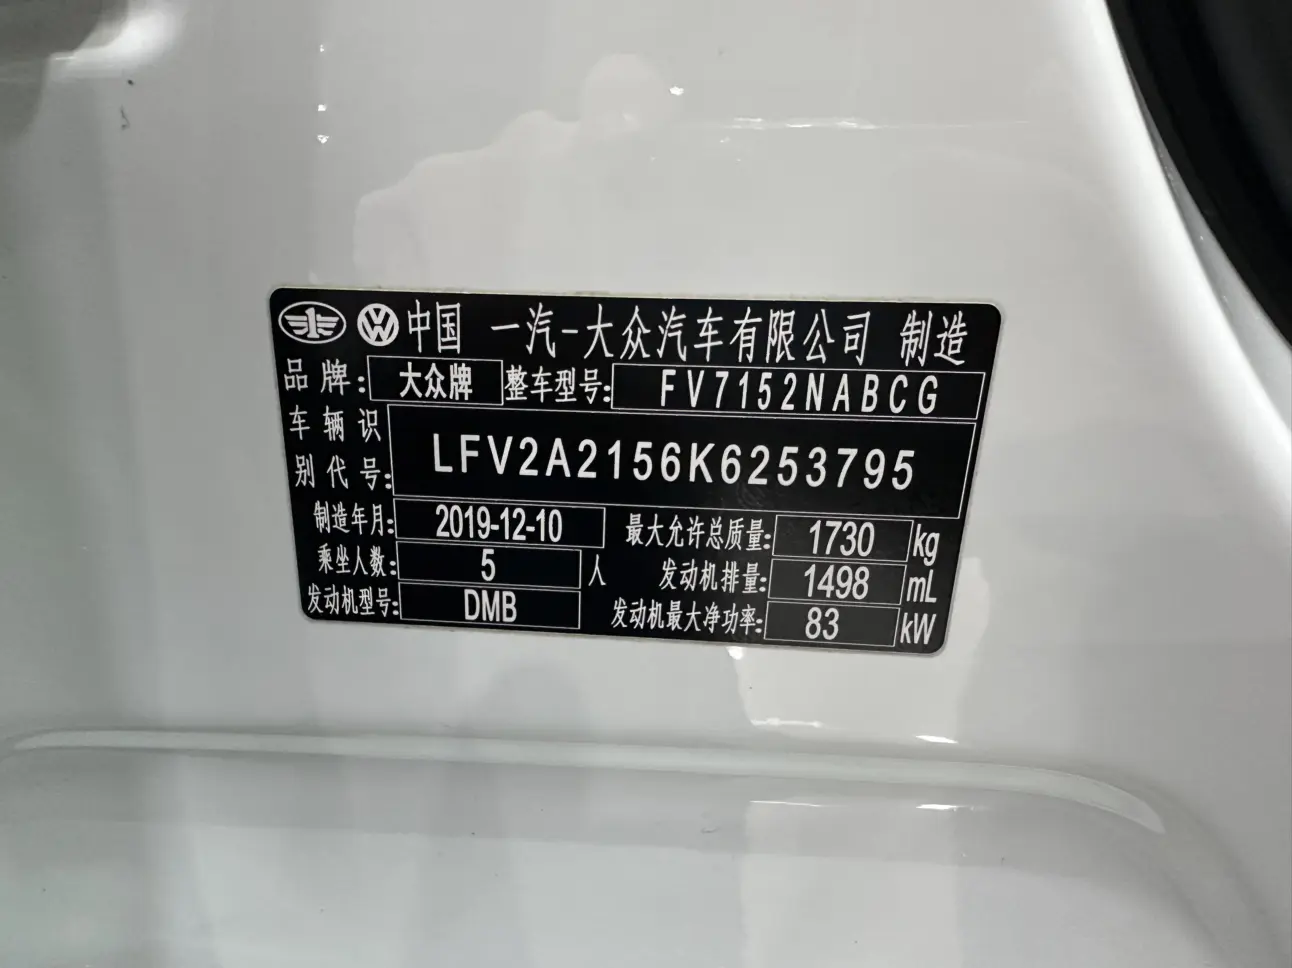 中国 一汽-大众汽车有限公司 制造
品牌: 大众牌 整车型号: FV7152NABCG
车辆识别代号: LFV2A2156K6253795
制造年月: 2019-12-10 最大允许总质量: 1730 kg
乘坐人数: 5 人 发动机排量: 1498 mL
发动机型号: DMB 发动机最大净功率: 83 kW